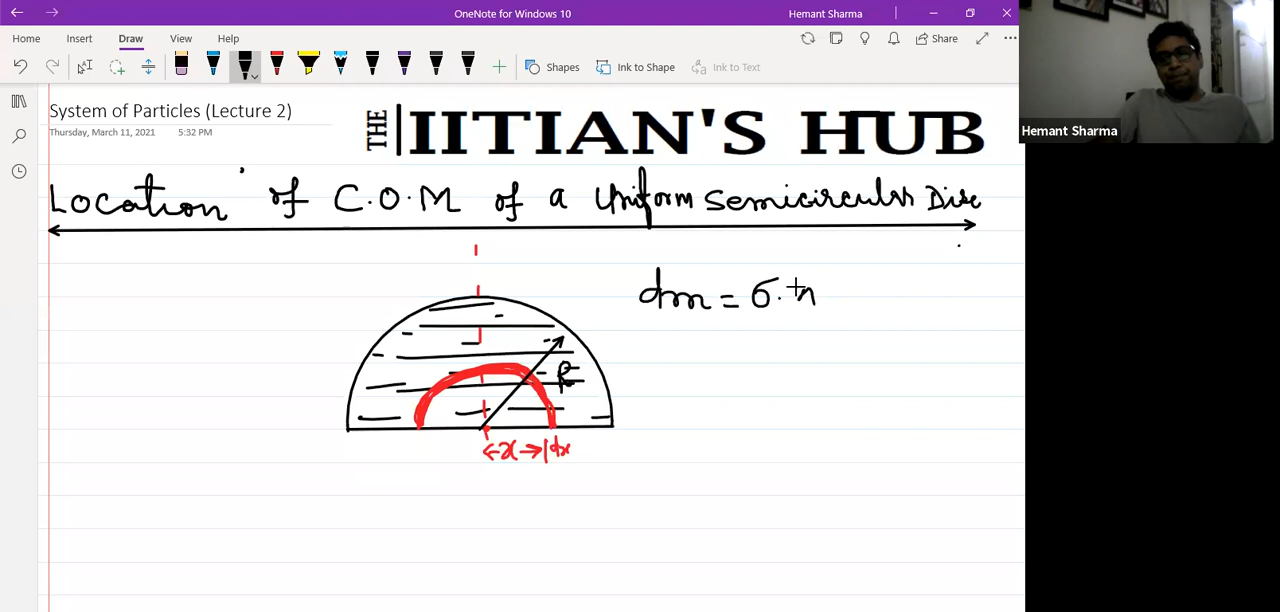 OneNote for Windows 10
Hemant Sharma
Home Insert Draw View Help
Share
Shapes
Ink to Shape
Ink to Text
System of Particles (Lecture 2)
Thursday, March 11, 2021 5:32 PM
THE IITIAN'S HUB
Hemant Sharma
Location of C.O.M of a Uniform Semicircular Disc
dm = σ.
R
x dx